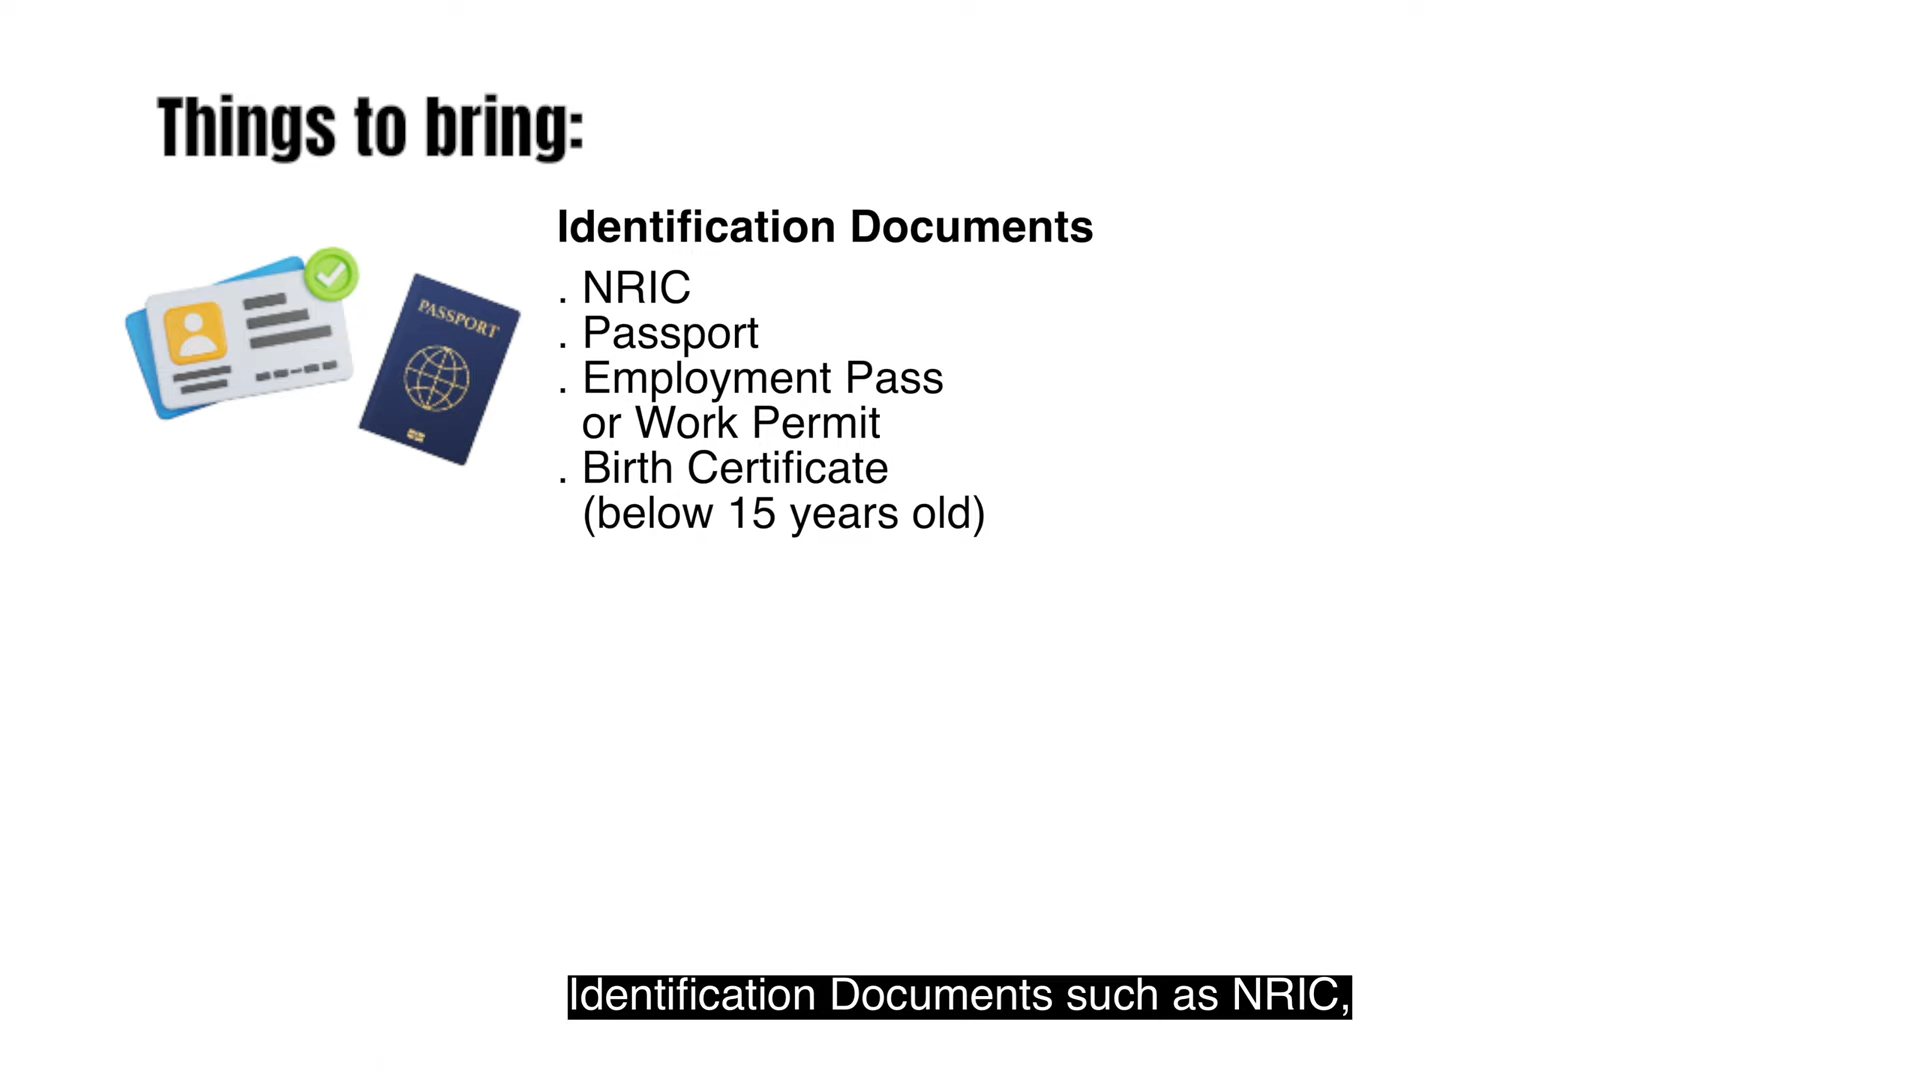 Things to bring:
Identification Documents
. NRIC
. Passport
. Employment Pass
or Work Permit
. Birth Certificate
(below 15 years old)
PASSPORT
Identification Documents such as NRIC,